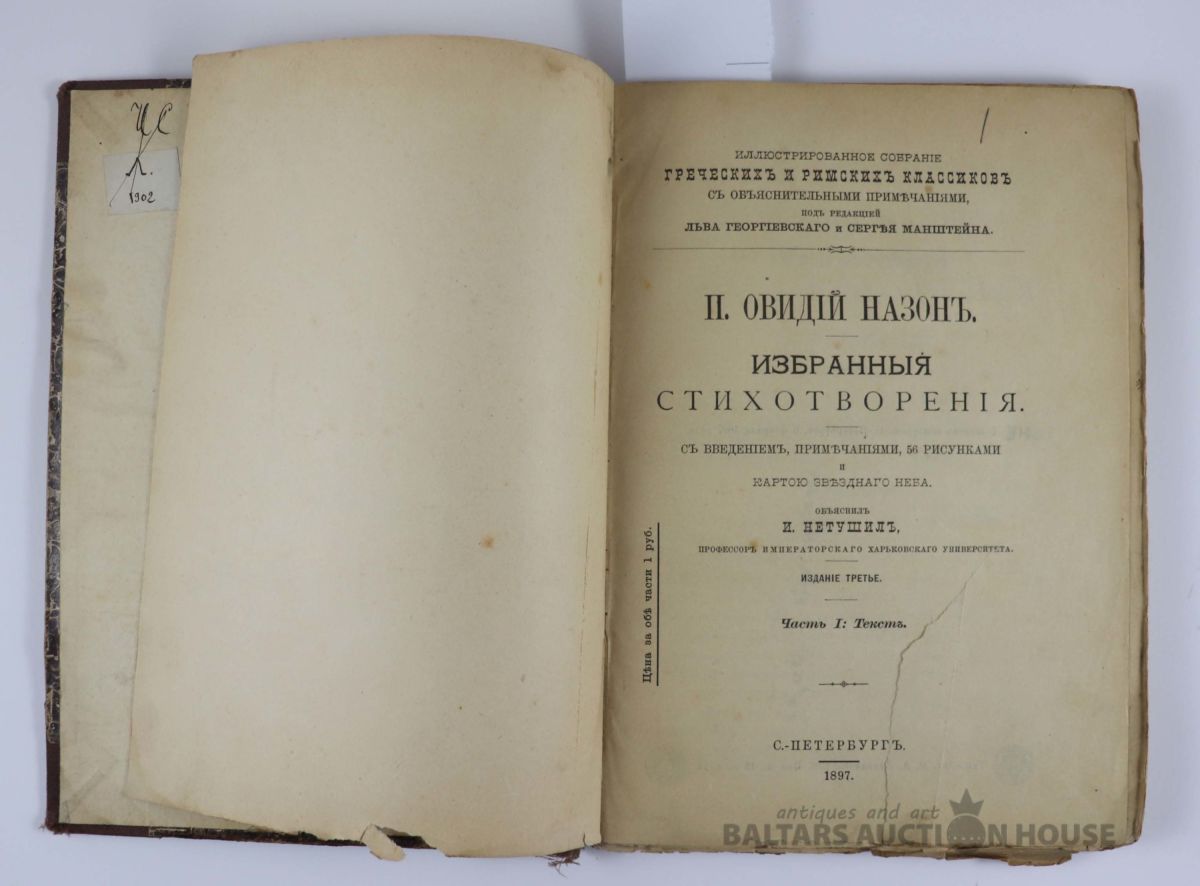 ИС
Л.
1902
ИЛЛЮСТРИРОВАННОЕ СОБРАНІЕ
ГРЕЧЕСКИХЪ И РИМСКИХЪ КЛАССИКОВЪ
СЪ ОБЪЯСНИТЕЛЬНЫМИ ПРИМѢЧАНІЯМИ,
ПОДЪ РЕДАКЦІЕЙ
ЛЬВА ГЕОРГІЕВСКАГО и СЕРГѢЯ МАНШТЕЙНА.
П. ОВИДІЙ НАЗОНЪ.
ИЗБРАННЫЯ
СТИХОТВОРЕНІЯ.
СЪ ВВЕДЕНІЕМЪ, ПРИМѢЧАНІЯМИ, 56 РИСУНКАМИ
И
КАРТОЮ ЗВѢЗДНАГО НЕБА.
ОБЪЯСНИЛЪ
И. НЕТУШИЛЪ,
ПРОФЕССОРЪ ИМПЕРАТОРСКАГО ХАРЬКОВСКАГО УНИВЕРСИТЕТА.
ИЗДАНІЕ ТРЕТЬЕ.
Часть I: Текстъ.
Цѣна за обѣ части 1 руб.
С.-ПЕТЕРБУРГЪ.
1897.
antiques and art
BALTARS AUCTION HOUSE